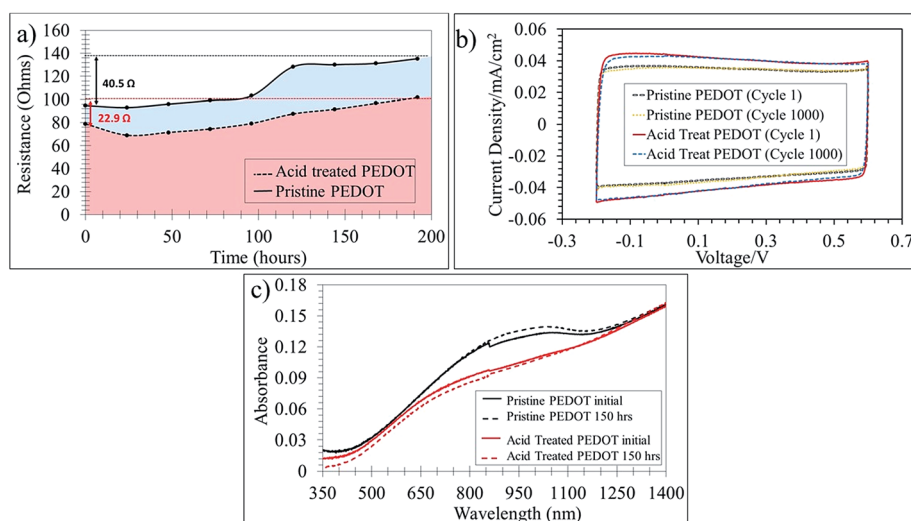 a)
160
140
120
100
80
60
40
20
0
Resistance (Ohms)
40.5 Ω
22.9 Ω
Acid treated PEDOT
Pristine PEDOT
0
50
100
150
200
Time (hours)
b)
0.06
0.04
0.02
0
-0.02
-0.04
-0.06
Current Density/mA/cm²
Pristine PEDOT (Cycle 1)
Pristine PEDOT (Cycle 1000)
Acid Treat PEDOT (Cycle 1)
Acid Treat PEDOT (Cycle 1000)
-0.3
-0.1
0.1
0.3
0.5
0.7
Voltage/V
c)
0.18
0.15
0.12
0.09
0.06
0.03
0
Absorbance
Pristine PEDOT initial
Pristine PEDOT 150 hrs
Acid Treated PEDOT initial
Acid Treated PEDOT 150 hrs
350
500
650
800
950
1100
1250
1400
Wavelength (nm)